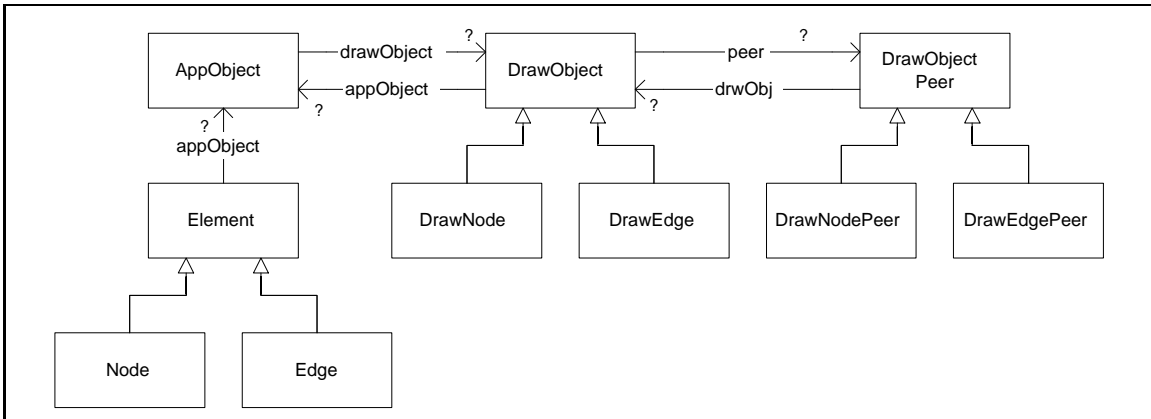 ? ?
drawObject peer
AppObject DrawObject DrawObject
Peer
appObject drwObj
? ?
?
appObject
Element DrawNode DrawEdge DrawNodePeer DrawEdgePeer
Node Edge